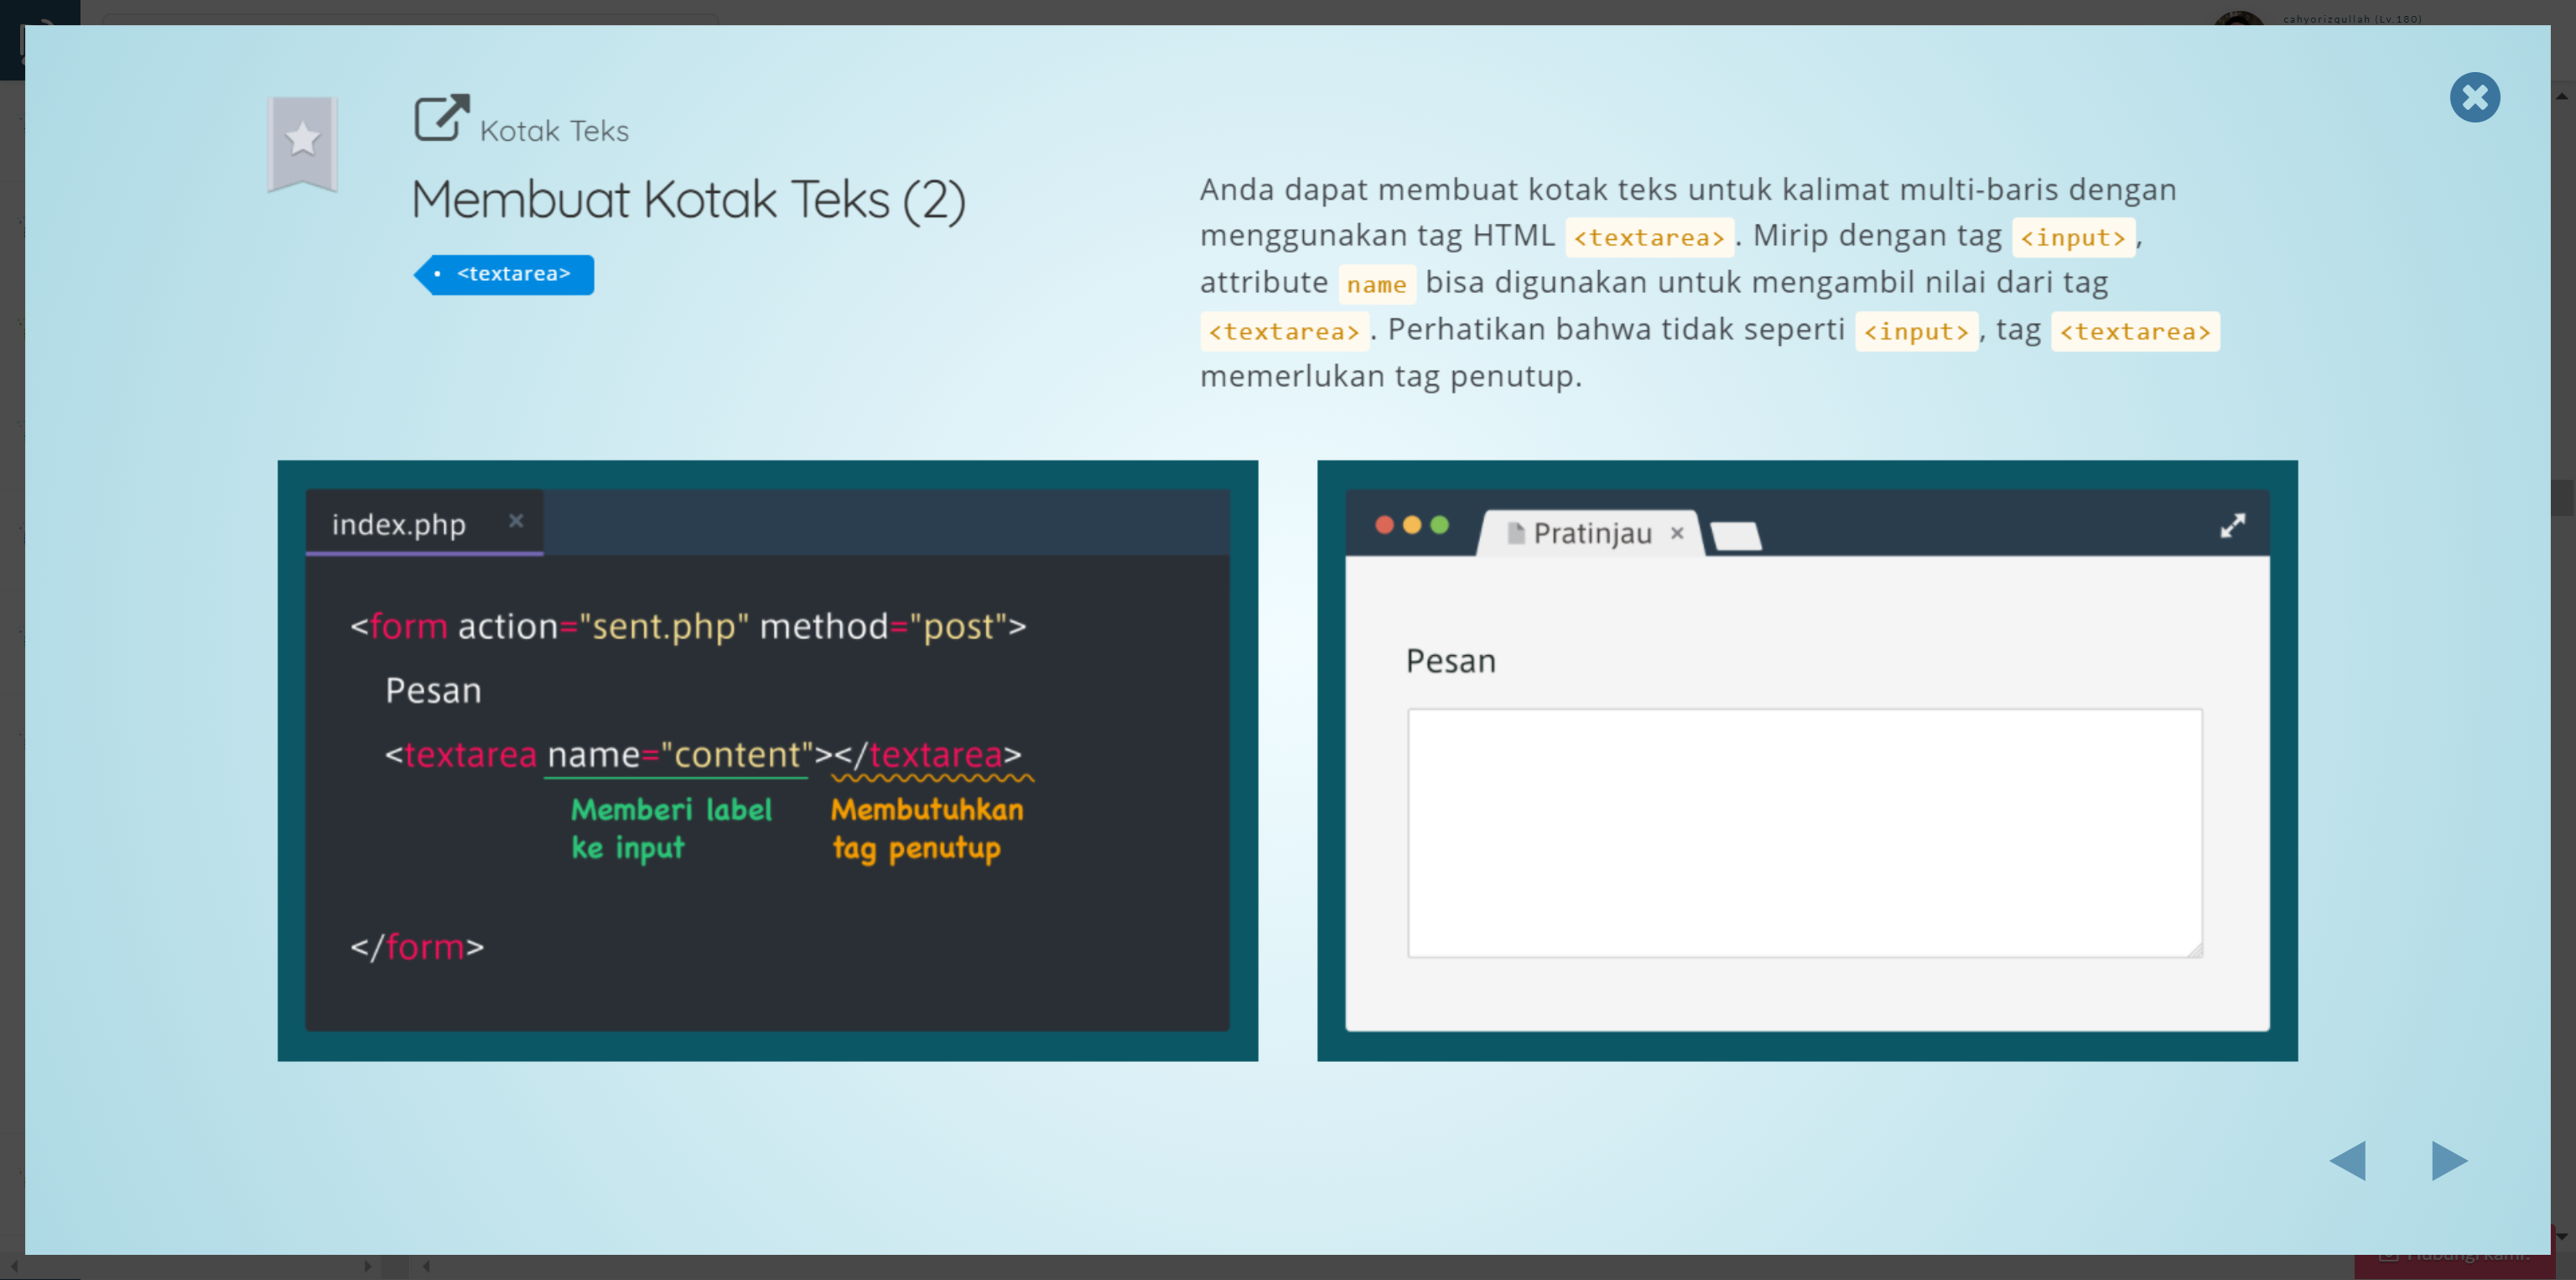 cahyorizqullah (Lv.180)
Kotak Teks
Membuat Kotak Teks (2)
<textarea>
Anda dapat membuat kotak teks untuk kalimat multi-baris dengan
menggunakan tag HTML <textarea>. Mirip dengan tag <input>,
attribute name bisa digunakan untuk mengambil nilai dari tag
<textarea>. Perhatikan bahwa tidak seperti <input>, tag <textarea>
memerlukan tag penutup.
index.php
<form action="sent.php" method="post">
Pesan
<textarea name="content"></textarea>
Memberi label
ke input
Membutuhkan
tag penutup
</form>
Pratinjau
Pesan
Hubungi kami.